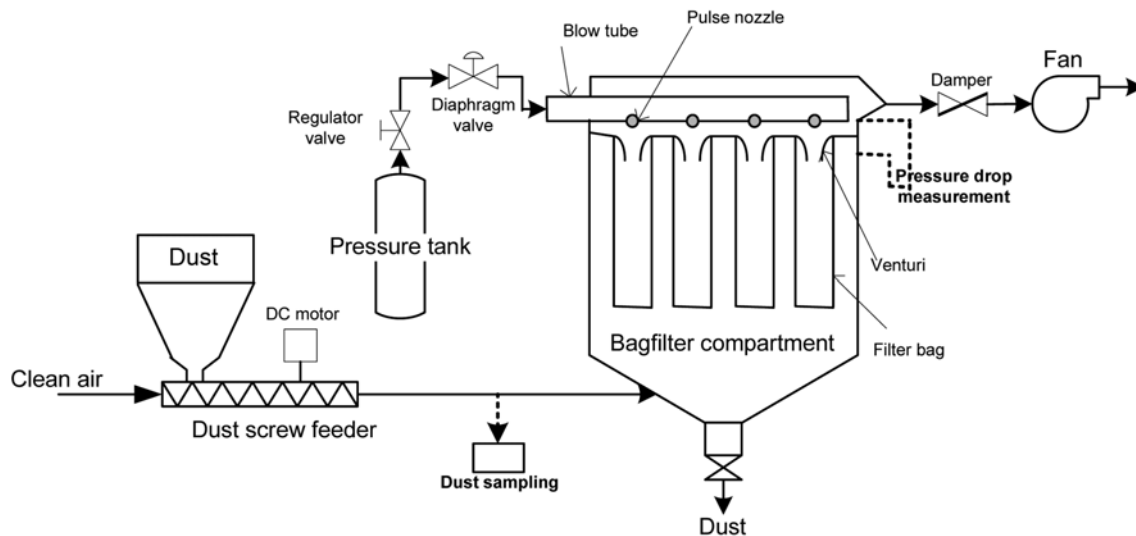 Pulse nozzle
Blow tube
Fan
Damper
Regulator
valve
Diaphragm
valve
Pressure drop
measurement
Dust
Pressure tank
Venturi
DC motor
Bagfilter compartment
Filter bag
Clean air
Dust screw feeder
Dust sampling
Dust